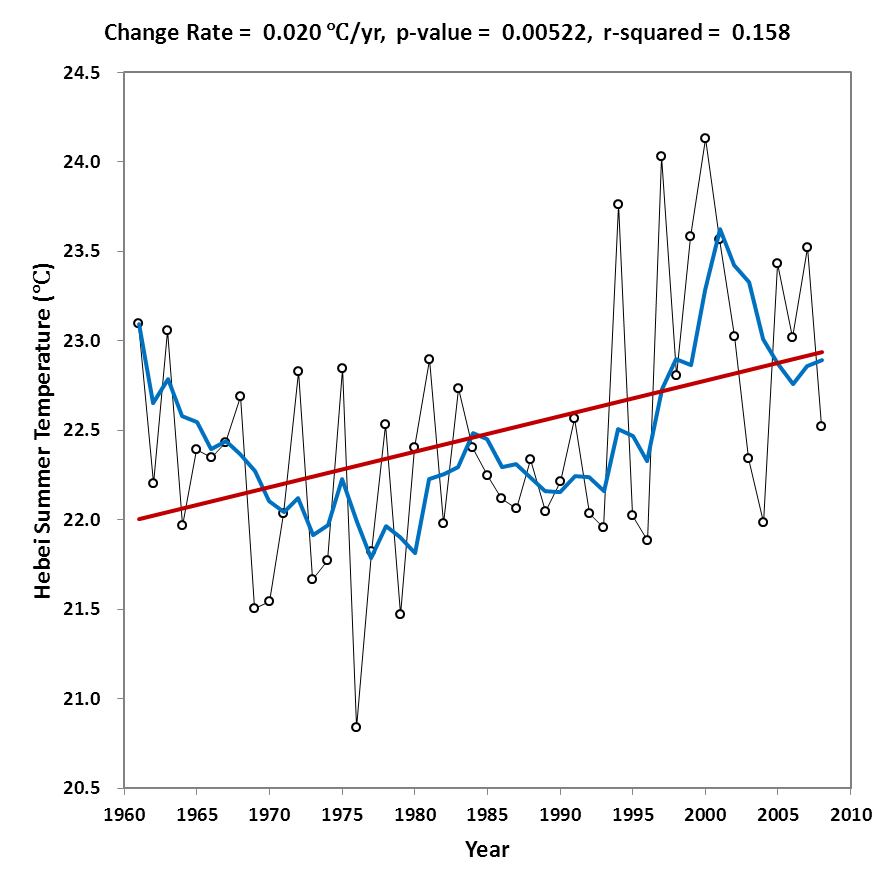 Change Rate = 0.020 ℃/yr, p-value = 0.00522, r-squared = 0.158
24.5
24.0
23.5
23.0
22.5
22.0
21.5
21.0
20.5
Hebei Summer Temperature (℃)
1960 1965 1970 1975 1980 1985 1990 1995 2000 2005 2010
Year